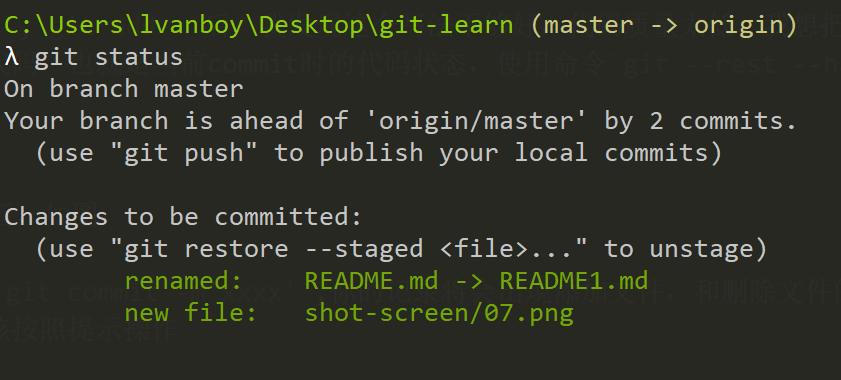 C:\Users\lvanboy\Desktop\git-learn (master -> origin)
λ git status
On branch master
Your branch is ahead of 'origin/master' by 2 commits.
  (use "git push" to publish your local commits)

Changes to be committed:
  (use "git restore --staged <file>..." to unstage)
        renamed:    README.md -> README1.md
        new file:   shot-screen/07.png